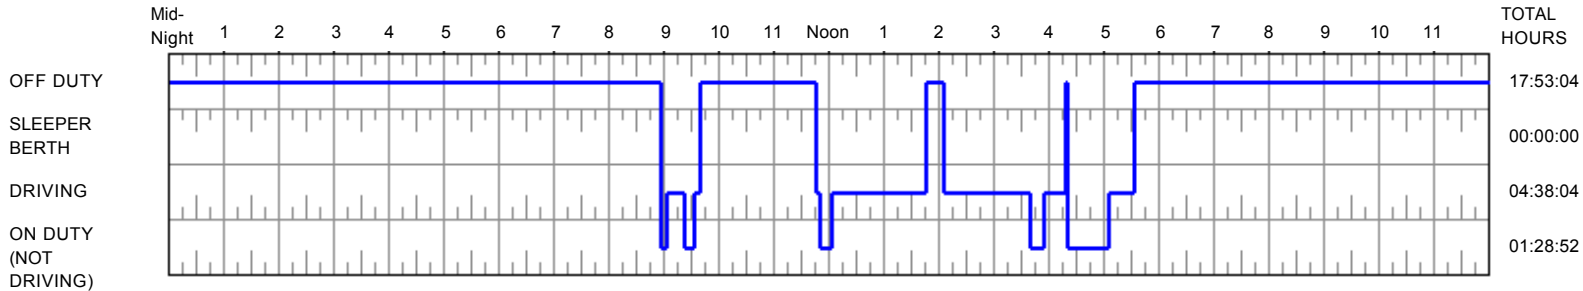 Mid-
Night 1 2 3 4 5 6 7 8 9 10 11 Noon 1 2 3 4 5 6 7 8 9 10 11
TOTAL
HOURS
OFF DUTY 17:53:04
SLEEPER
BERTH 00:00:00
DRIVING 04:38:04
ON DUTY
(NOT 01:28:52
DRIVING)